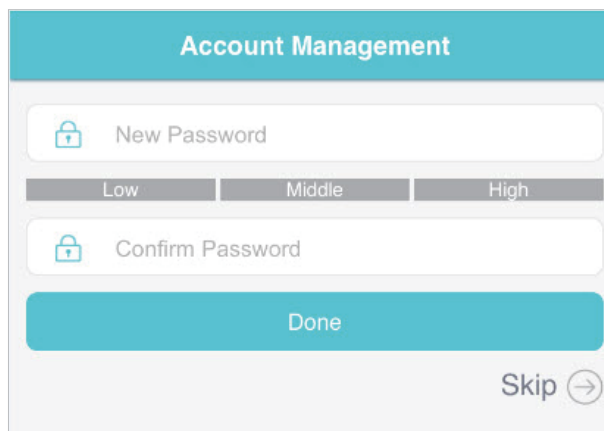 Account Management
New Password
Low Middle High
Confirm Password
Done
Skip